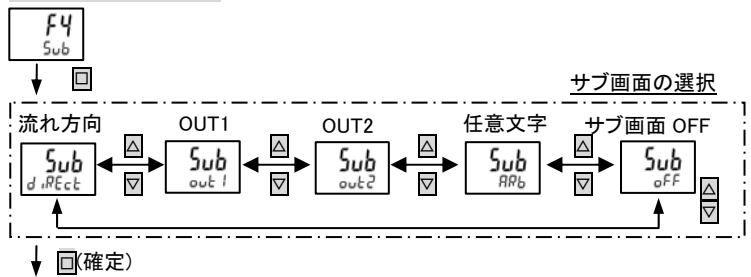 F4
Sub
サブ画面の選択
流れ方向 OUT1 OUT2 任意文字 サブ画面 OFF
Sub Sub Sub Sub Sub
dirEct out1 out2 ARb oFF
(確定)